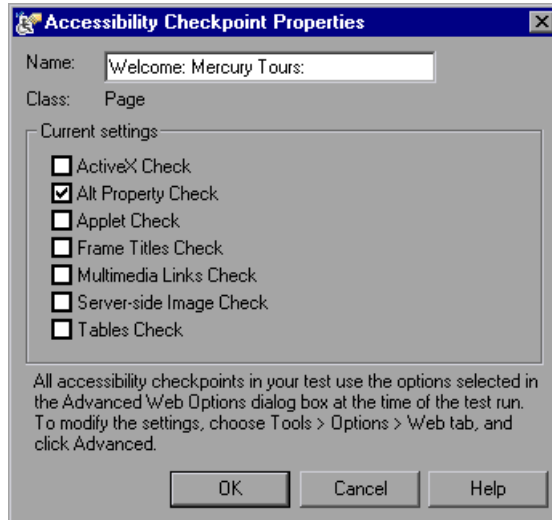 Accessibility Checkpoint Properties
Name: Welcome: Mercury Tours:
Class: Page
Current settings
ActiveX Check
Alt Property Check
Applet Check
Frame Titles Check
Multimedia Links Check
Server-side Image Check
Tables Check
All accessibility checkpoints in your test use the options selected in
the Advanced Web Options dialog box at the time of the test run.
To modify the settings, choose Tools > Options > Web tab, and
click Advanced.
OK Cancel Help